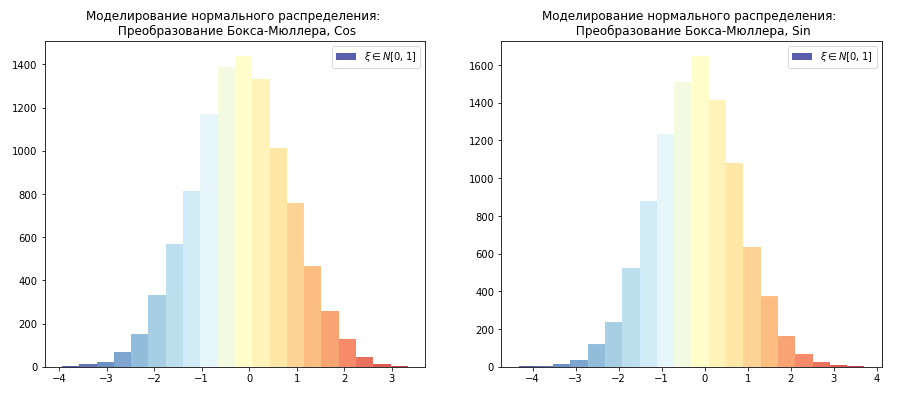 Моделирование нормального распределения:
Преобразование Бокса-Мюллера, Cos
ξ ∈ N[0, 1]
1400
1200
1000
800
600
400
200
0
−4 −3 −2 −1 0 1 2 3
Моделирование нормального распределения:
Преобразование Бокса-Мюллера, Sin
ξ ∈ N[0, 1]
1600
1400
1200
1000
800
600
400
200
0
−4 −3 −2 −1 0 1 2 3 4